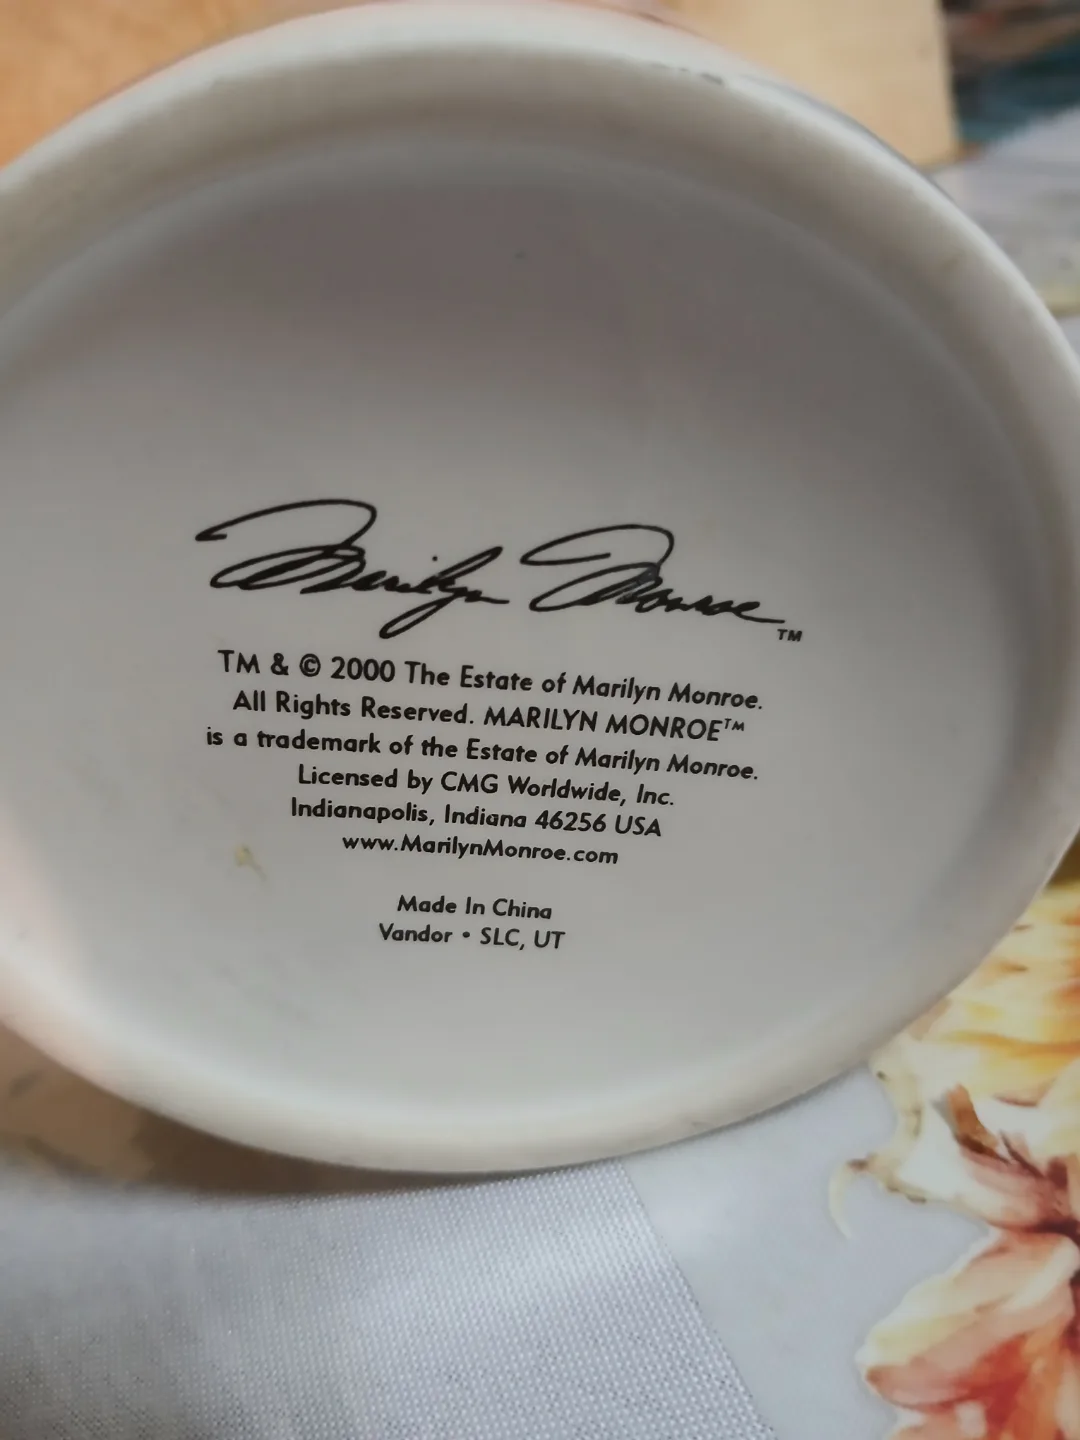 Marilyn Monroe TM
TM & © 2000 The Estate of Marilyn Monroe.
All Rights Reserved. MARILYN MONROE™
is a trademark of the Estate of Marilyn Monroe.
Licensed by CMG Worldwide, Inc.
Indianapolis, Indiana 46256 USA
www.MarilynMonroe.com
Made In China
Vandor • SLC, UT